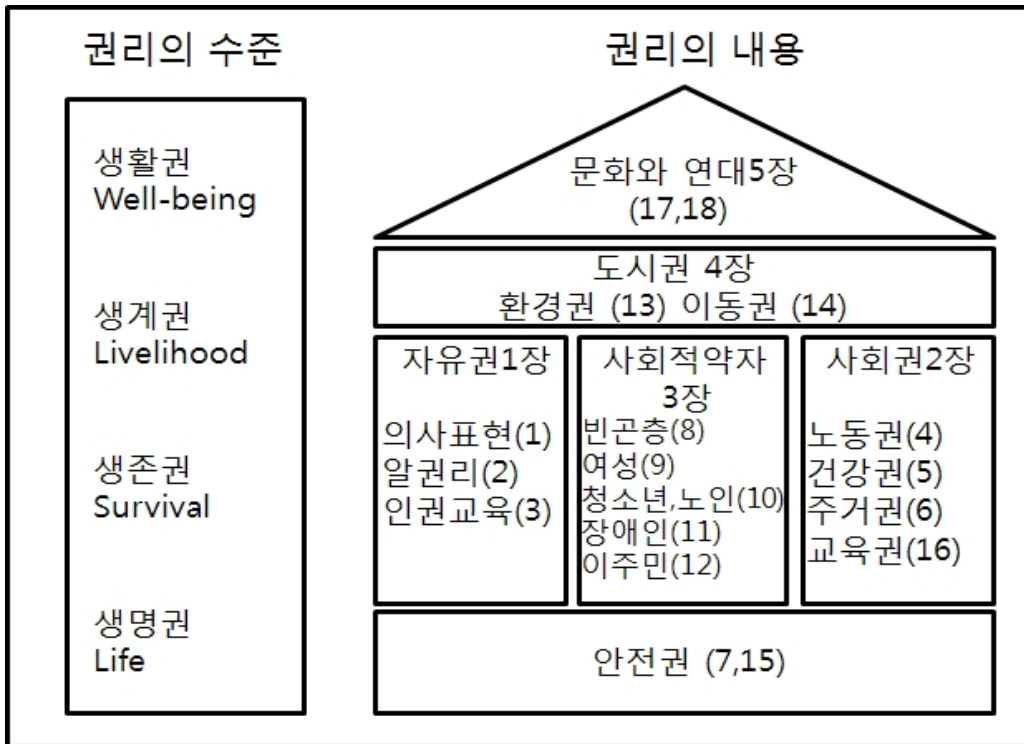 권리의 수준
생활권
Well-being
생계권
Livelihood
생존권
Survival
생명권
Life
권리의 내용
문화와 연대5장
(17,18)
도시권 4장
환경권 (13) 이동권 (14)
자유권1장
의사표현(1)
알권리(2)
인권교육(3)
사회적약자
3장
빈곤층(8)
여성(9)
청소년,노인(10)
장애인(11)
이주민(12)
사회권2장
노동권(4)
건강권(5)
주거권(6)
교육권(16)
안전권 (7,15)